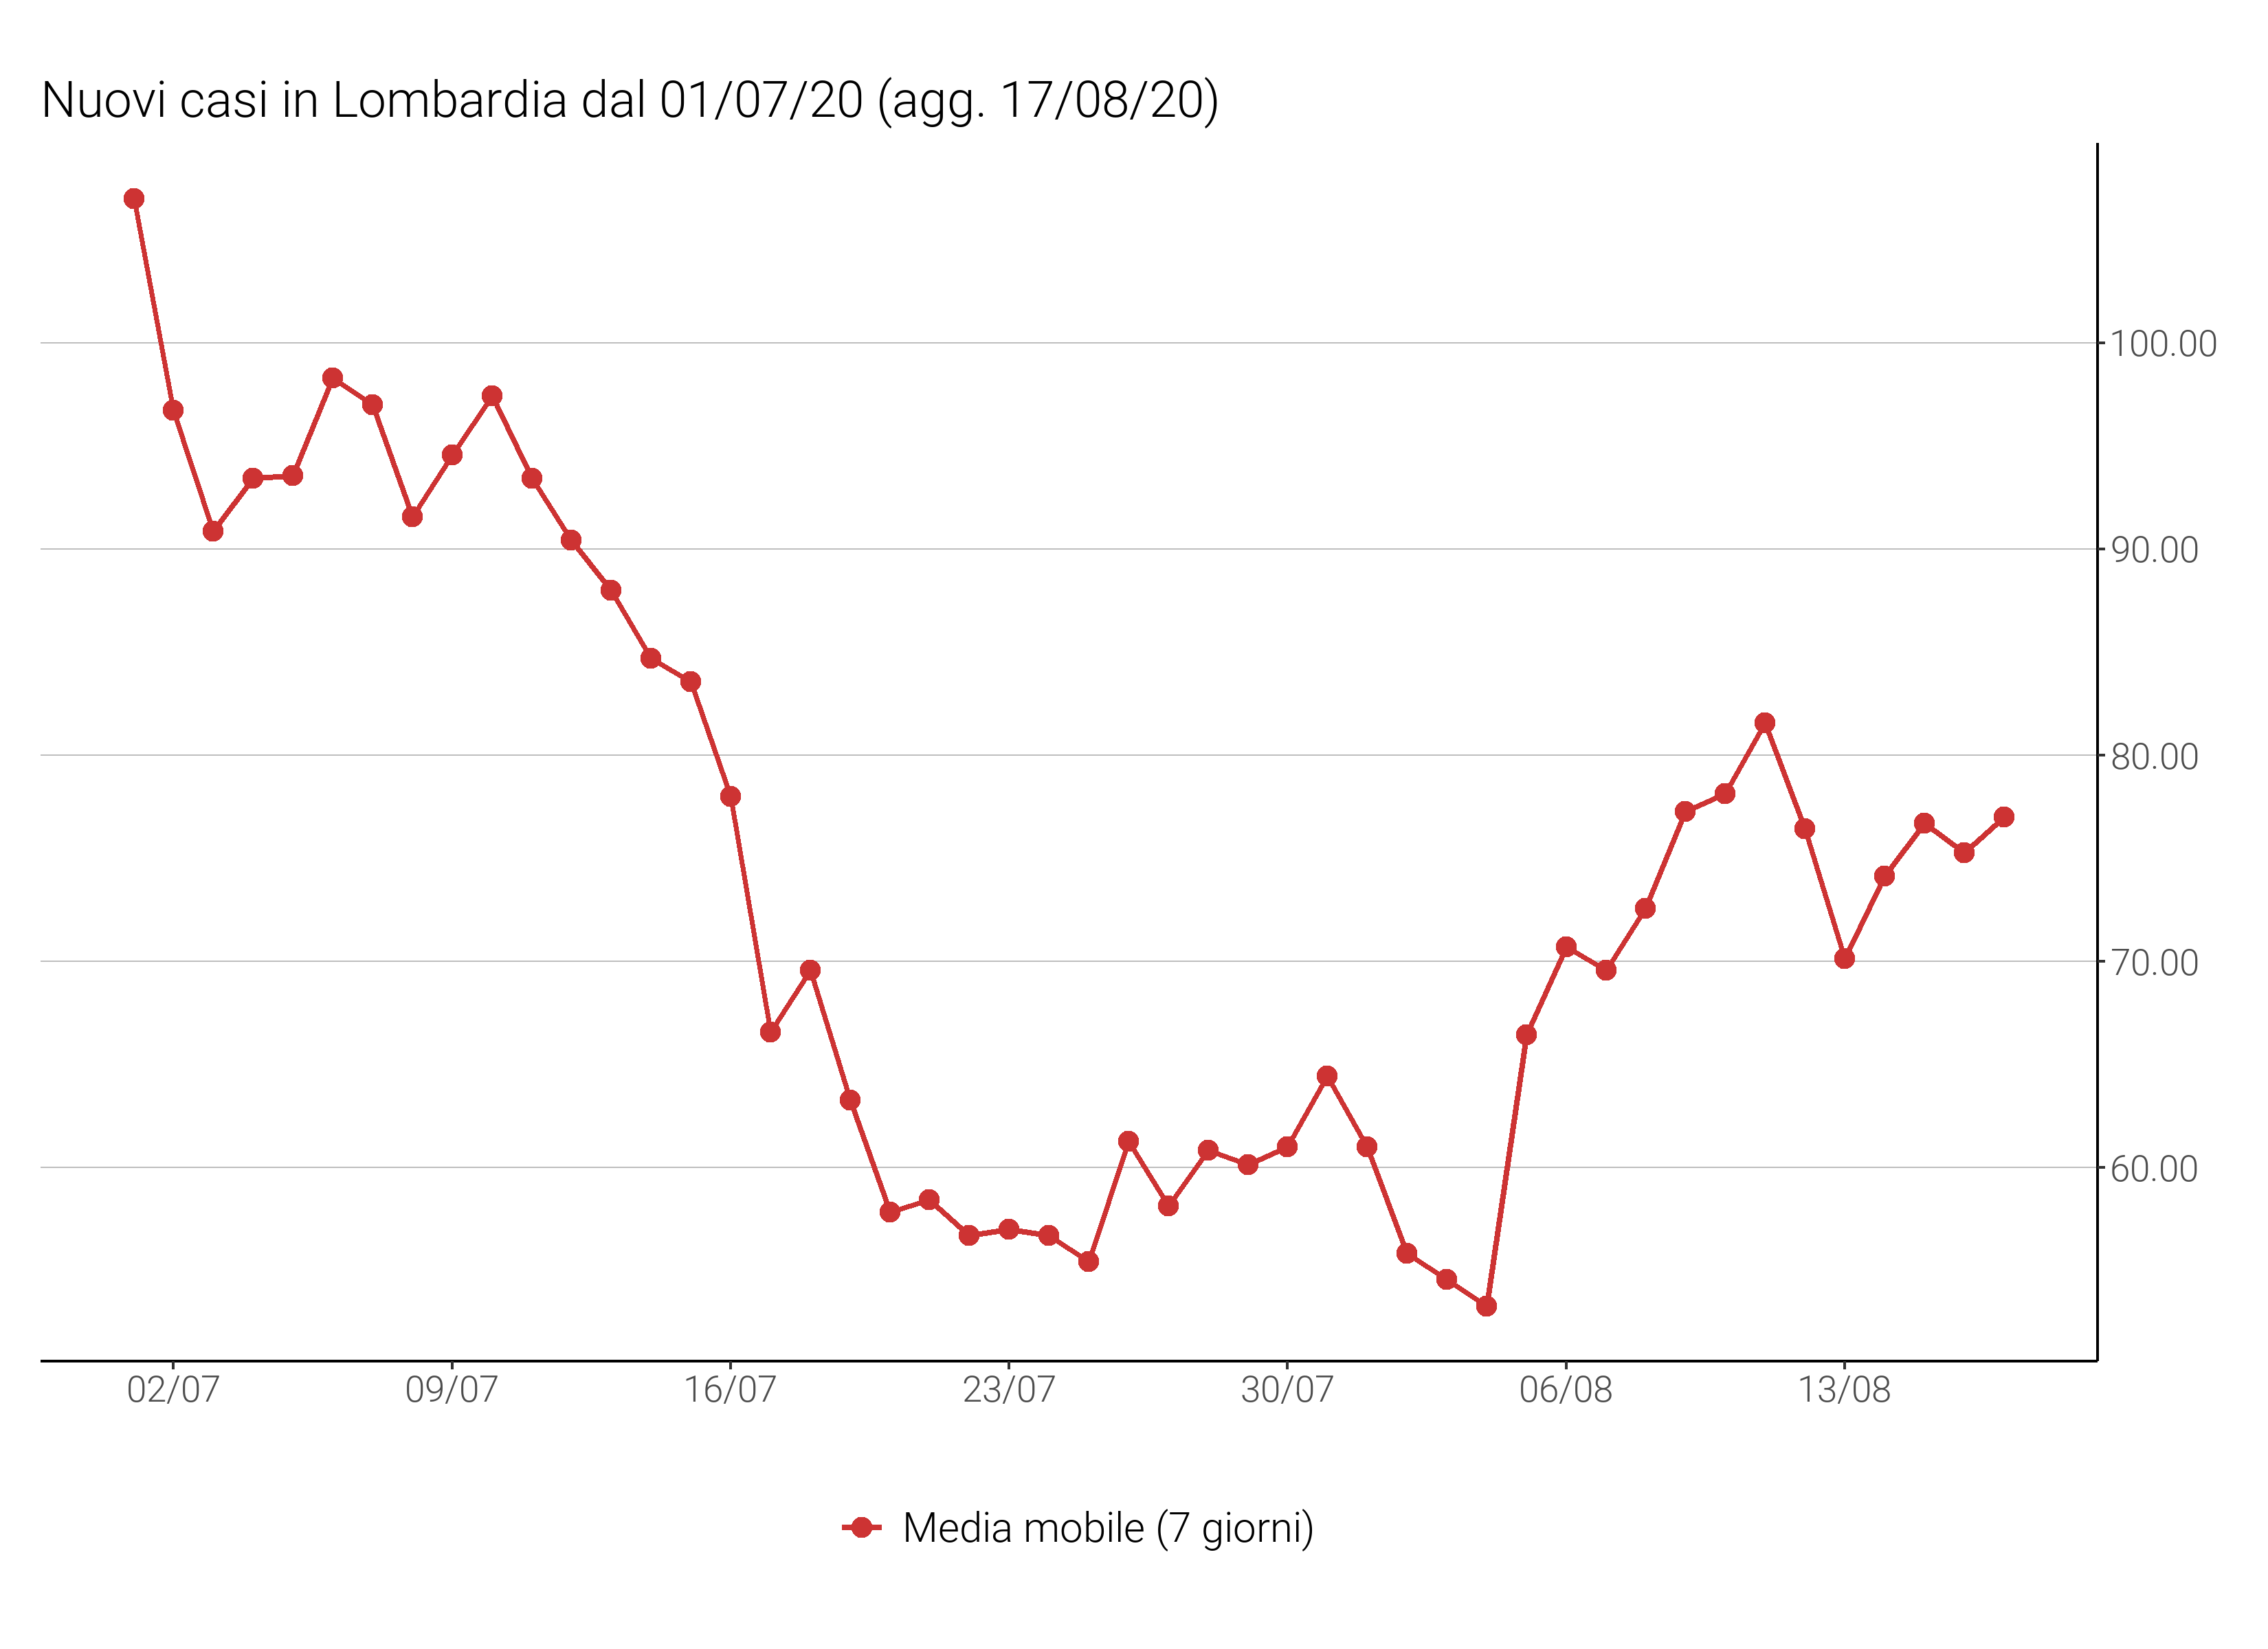 Nuovi casi in Lombardia dal 01/07/20 (agg. 17/08/20)
100.00
90.00
80.00
70.00
60.00
02/07 09/07 16/07 23/07 30/07 06/08 13/08
Media mobile (7 giorni)